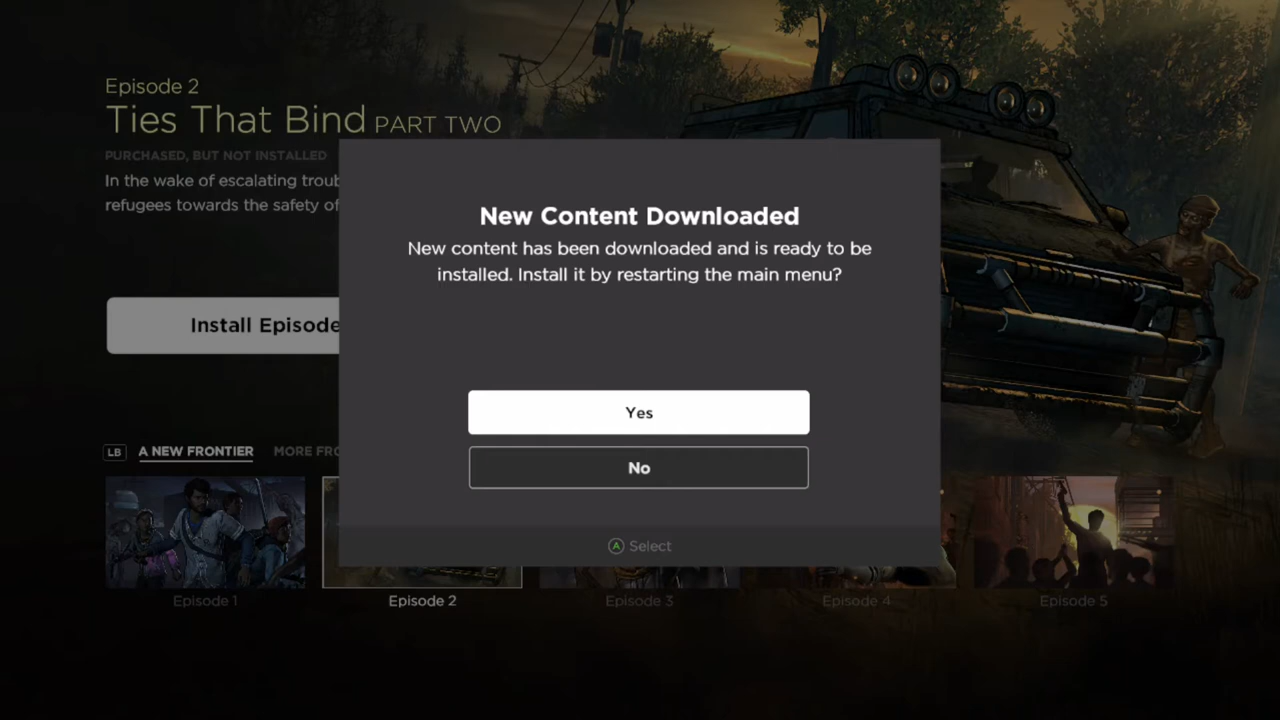 Episode 2
Ties That Bind PART TWO
PURCHASED, BUT NOT INSTALLED
In the wake of escalating
refugees towards the safety of
New Content Downloaded
New content has been downloaded and is ready to be
installed. Install it by restarting the main menu?
Install Episode
Yes
No
LB A NEW FRONTIER MORE
A Select
Episode 1
Episode 2
Episode 3
Episode 4
Episode 5